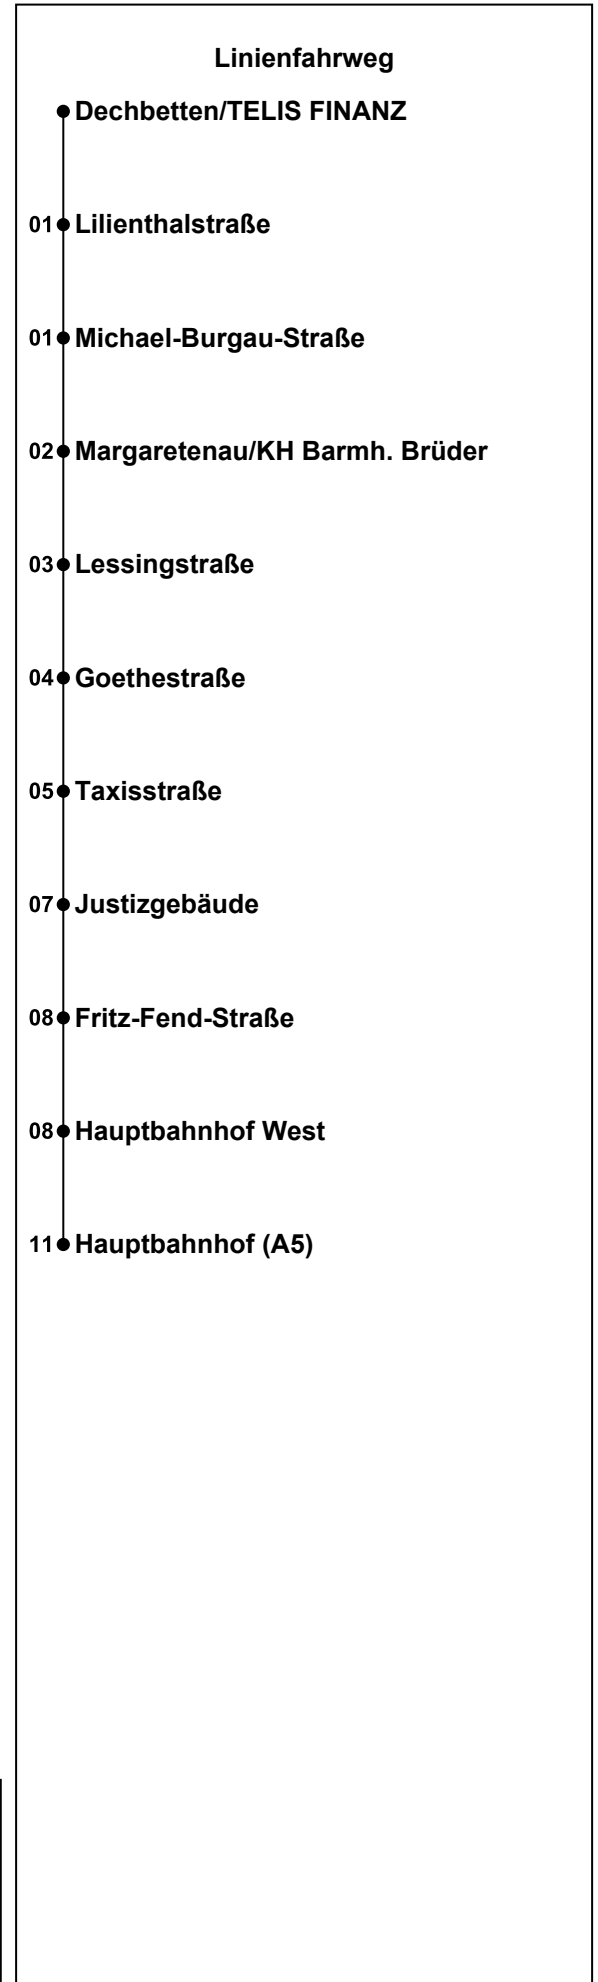 Linienfahrweg
Dechbetten/TELIS FINANZ
01 Lilienthalstraße
01 Michael-Burgau-Straße
02 Margaretenau/KH Barmh. Brüder
03 Lessingstraße
04 Goethestraße
05 Taxisstraße
07 Justizgebäude
08 Fritz-Fend-Straße
08 Hauptbahnhof West
11 Hauptbahnhof (A5)